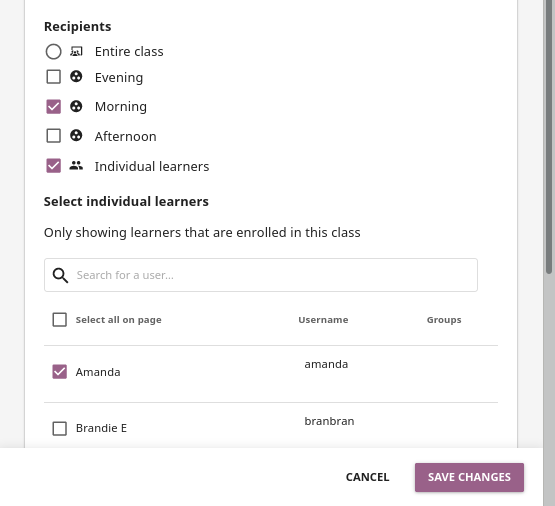 Recipients
Entire class
Evening
Morning
Afternoon
Individual learners
Select individual learners
Only showing learners that are enrolled in this class
Search for a user...
Select all on page Username Groups
Amanda amanda
Brandie E branbran
CANCEL SAVE CHANGES